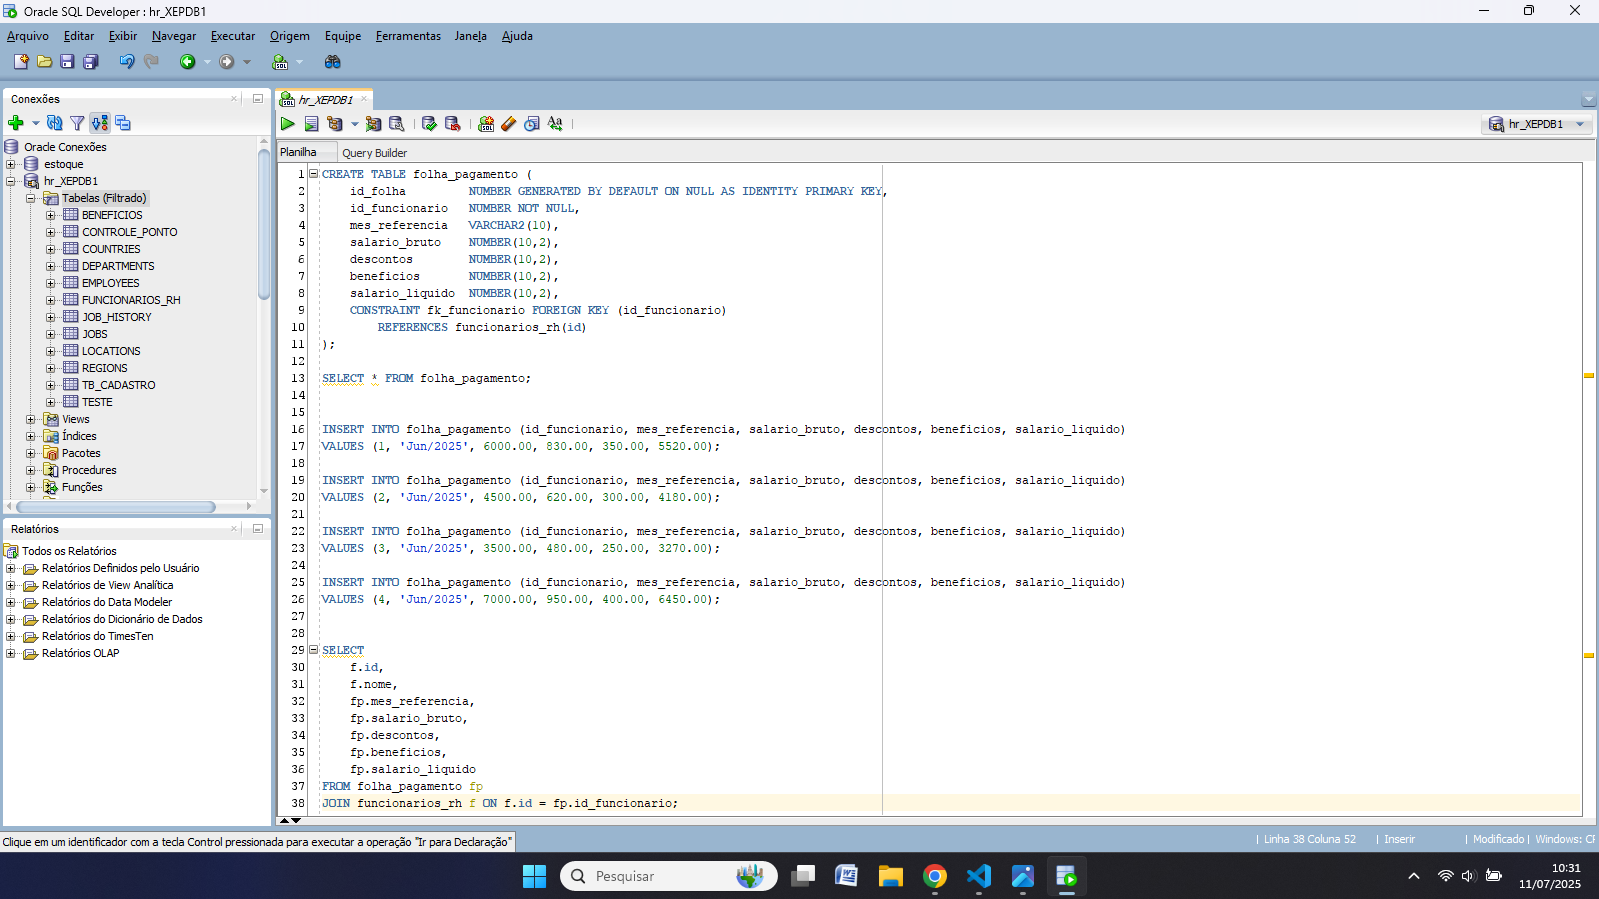 Oracle SQL Developer : hr_XEPDB1
Arquivo Editar Exibir Navegar Executar Origem Equipe Ferramentas Janela Ajuda
Conexões
Oracle Conexões
estoque
hr_XEPDB1
Tabelas (Filtrado)
BENEFICIOS
CONTROLE_PONTO
COUNTRIES
DEPARTMENTS
EMPLOYEES
FUNCIONARIOS_RH
JOB_HISTORY
JOBS
LOCATIONS
REGIONS
TB_CADASTRO
TESTE
Views
Índices
Pacotes
Procedures
Funções
Relatórios
Todos os Relatórios
Relatórios Definidos pelo Usuário
Relatórios de View Analítica
Relatórios do Data Modeler
Relatórios do Dicionário de Dados
Relatórios do TimesTen
Relatórios OLAP
hr_XEPDB1
hr_XEPDB1
Planilha Query Builder
1 CREATE TABLE folha_pagamento (
2 id_folha NUMBER GENERATED BY DEFAULT ON NULL AS IDENTITY PRIMARY KEY,
3 id_funcionario NUMBER NOT NULL,
4 mes_referencia VARCHAR2(10),
5 salario_bruto NUMBER(10,2),
6 descontos NUMBER(10,2),
7 beneficios NUMBER(10,2),
8 salario_liquido NUMBER(10,2),
9 CONSTRAINT fk_funcionario FOREIGN KEY (id_funcionario)
10 REFERENCES funcionarios_rh(id)
11 );
12
13 SELECT * FROM folha_pagamento;
14
15
16 INSERT INTO folha_pagamento (id_funcionario, mes_referencia, salario_bruto, descontos, beneficios, salario_liquido)
17 VALUES (1, 'Jun/2025', 6000.00, 830.00, 350.00, 5520.00);
18
19 INSERT INTO folha_pagamento (id_funcionario, mes_referencia, salario_bruto, descontos, beneficios, salario_liquido)
20 VALUES (2, 'Jun/2025', 4500.00, 620.00, 300.00, 4180.00);
21
22 INSERT INTO folha_pagamento (id_funcionario, mes_referencia, salario_bruto, descontos, beneficios, salario_liquido)
23 VALUES (3, 'Jun/2025', 3500.00, 480.00, 250.00, 3270.00);
24
25 INSERT INTO folha_pagamento (id_funcionario, mes_referencia, salario_bruto, descontos, beneficios, salario_liquido)
26 VALUES (4, 'Jun/2025', 7000.00, 950.00, 400.00, 6450.00);
27
28
29 SELECT
30 f.id,
31 f.nome,
32 fp.mes_referencia,
33 fp.salario_bruto,
34 fp.descontos,
35 fp.beneficios,
36 fp.salario_liquido
37 FROM folha_pagamento fp
38 JOIN funcionarios_rh f ON f.id = fp.id_funcionario;
Clique em um identificador com a tecla Control pressionada para executar a operação "Ir para Declaração"
| Linha 38 Coluna 52 | Inserir | Modificado | Windows: CF
Pesquisar
10:31
11/07/2025